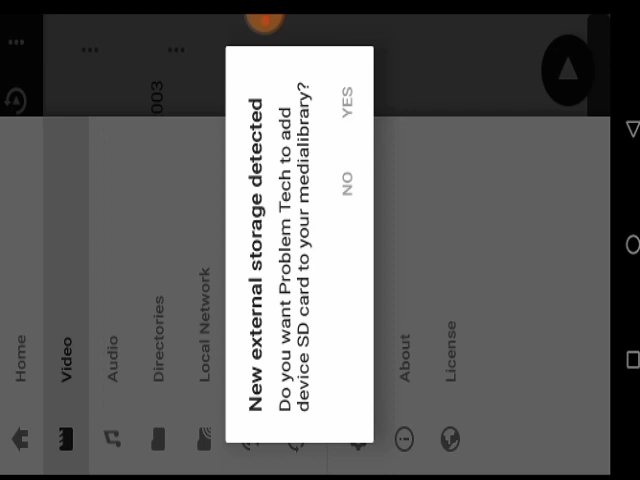 003
New external storage detected
Do you want Problem Tech to add
device SD card to your medialibrary?
NO YES
Home
Video
Audio
Directories
Local Network
About
License